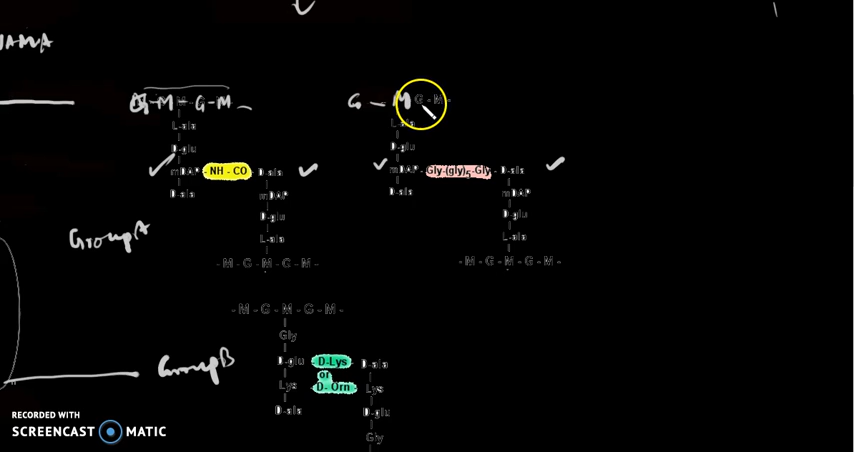 G-M M - G-M -
G - M G - M -
L-ala
L-ala
D-glu
D-glu
mDAP - NH - CO - D-ala
mDAP - Gly-(gly)5-Gly - D-ala
D-ala
mDAP
D-ala
mDAP
D-glu
D-glu
Group A
L-ala
L-ala
- M - G - M - G - M -
- M - G - M - G - M -
- M - G - M - G - M -
Gly
Group B
D-glu
D-Lys
D-ala
or
Lys
D- Orn
Lys
D-ala
D-glu
Gly
RECORDED WITH
SCREENCAST MATIC